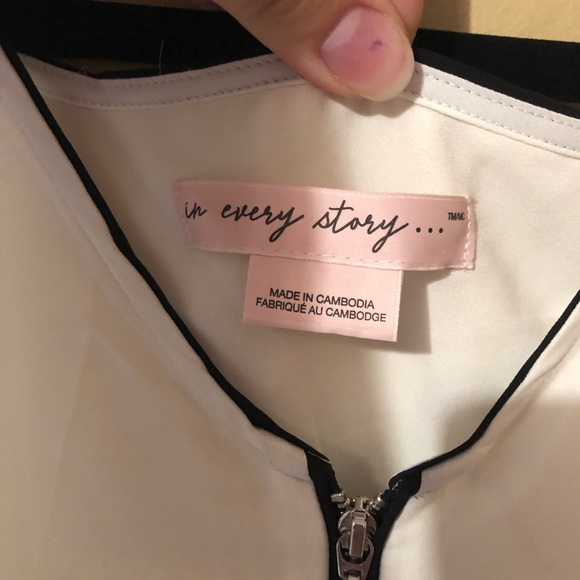 in every story... TM/MC
MADE IN CAMBODIA
FABRIQUÉ AU CAMBODGE